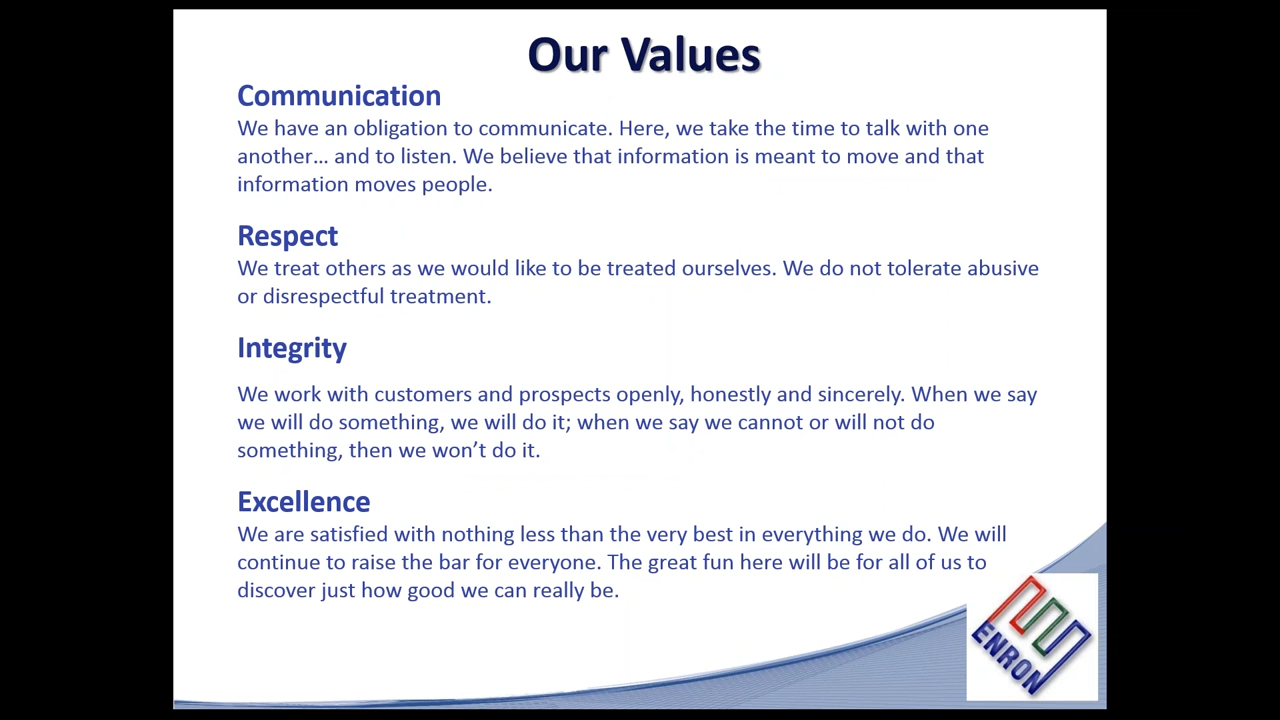 Our Values
Communication
We have an obligation to communicate. Here, we take the time to talk with one
another… and to listen. We believe that information is meant to move and that
information moves people.
Respect
We treat others as we would like to be treated ourselves. We do not tolerate abusive
or disrespectful treatment.
Integrity
We work with customers and prospects openly, honestly and sincerely. When we say
we will do something, we will do it; when we say we cannot or will not do
something, then we won’t do it.
Excellence
We are satisfied with nothing less than the very best in everything we do. We will
continue to raise the bar for everyone. The great fun here will be for all of us to
discover just how good we can really be.
ENRON